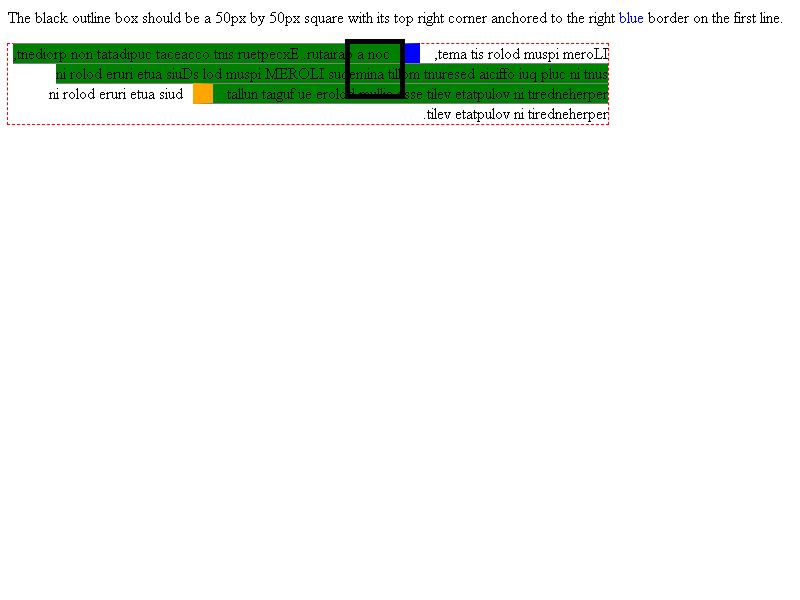 The black outline box should be a 50px by 50px square with its top right corner anchored to the right blue border on the first line.
,tnediorp non tatadipuc taceacco tnis ruetpecxE .rutairap a noc ,tema tis rolod muspi meroLI
ni rolod eruri etua siuDs lod muspi MEROLI sudemina tillom tnuresed aiciffo iuq pluc ni tnus
ni rolod eruri etua siud tallun taiguf ue erolod mullic esse tilev etatpulov ni tiredneherper
.tilev etatpulov ni tiredneherper